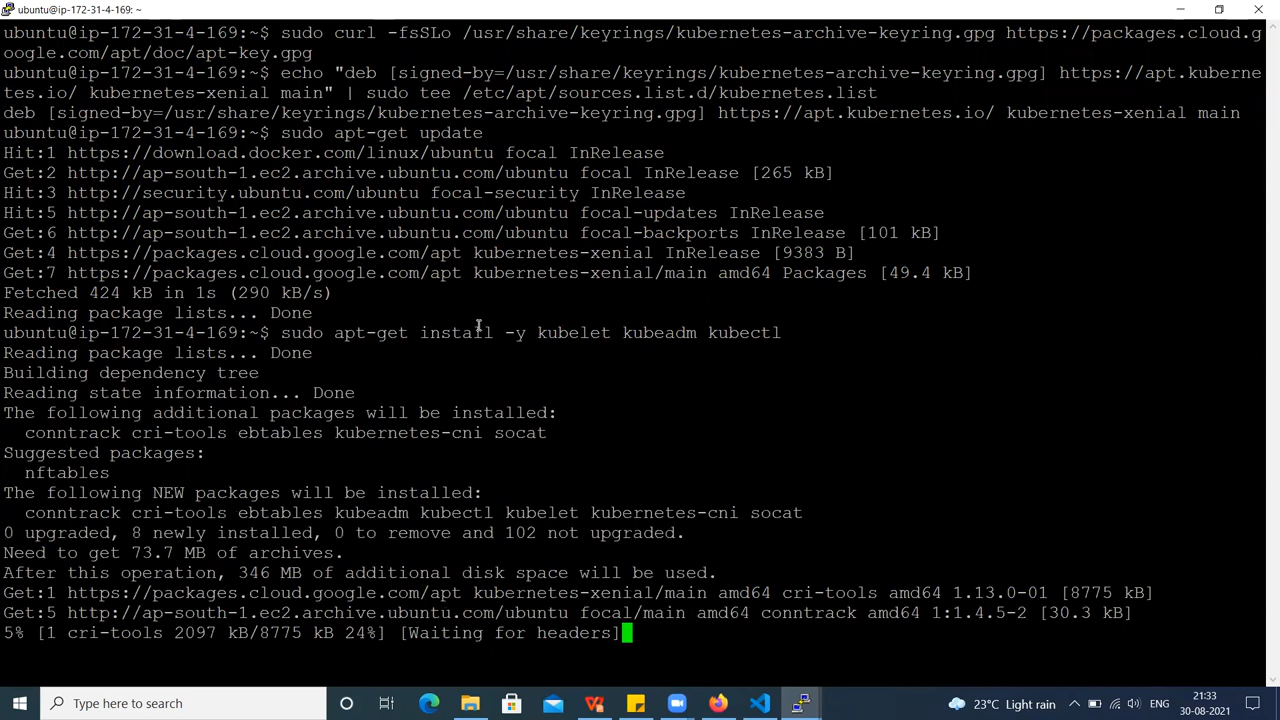 ubuntu@ip-172-31-4-169: ~
ubuntu@ip-172-31-4-169:~$ sudo curl -fsSLo /usr/share/keyrings/kubernetes-archive-keyring.gpg https://packages.cloud.g
oogle.com/apt/doc/apt-key.gpg
ubuntu@ip-172-31-4-169:~$ echo "deb [signed-by=/usr/share/keyrings/kubernetes-archive-keyring.gpg] https://apt.kuberne
tes.io/ kubernetes-xenial main" | sudo tee /etc/apt/sources.list.d/kubernetes.list
deb [signed-by=/usr/share/keyrings/kubernetes-archive-keyring.gpg] https://apt.kubernetes.io/ kubernetes-xenial main
ubuntu@ip-172-31-4-169:~$ sudo apt-get update
Hit:1 https://download.docker.com/linux/ubuntu focal InRelease
Get:2 http://ap-south-1.ec2.archive.ubuntu.com/ubuntu focal InRelease [265 kB]
Hit:3 http://security.ubuntu.com/ubuntu focal-security InRelease
Hit:5 http://ap-south-1.ec2.archive.ubuntu.com/ubuntu focal-updates InRelease
Get:6 http://ap-south-1.ec2.archive.ubuntu.com/ubuntu focal-backports InRelease [101 kB]
Get:4 https://packages.cloud.google.com/apt kubernetes-xenial InRelease [9383 B]
Get:7 https://packages.cloud.google.com/apt kubernetes-xenial/main amd64 Packages [49.4 kB]
Fetched 424 kB in 1s (290 kB/s)
Reading package lists... Done
ubuntu@ip-172-31-4-169:~$ sudo apt-get install -y kubelet kubeadm kubectl
Reading package lists... Done
Building dependency tree
Reading state information... Done
The following additional packages will be installed:
  conntrack cri-tools ebtables kubernetes-cni socat
Suggested packages:
  nftables
The following NEW packages will be installed:
  conntrack cri-tools ebtables kubeadm kubectl kubelet kubernetes-cni socat
0 upgraded, 8 newly installed, 0 to remove and 102 not upgraded.
Need to get 73.7 MB of archives.
After this operation, 346 MB of additional disk space will be used.
Get:1 https://packages.cloud.google.com/apt kubernetes-xenial/main amd64 cri-tools amd64 1.13.0-01 [8775 kB]
Get:5 http://ap-south-1.ec2.archive.ubuntu.com/ubuntu focal/main amd64 conntrack amd64 1:1.4.5-2 [30.3 kB]
5% [1 cri-tools 2097 kB/8775 kB 24%] [Waiting for headers]
Type here to search
23°C Light rain
ENG
21:33
30-08-2021